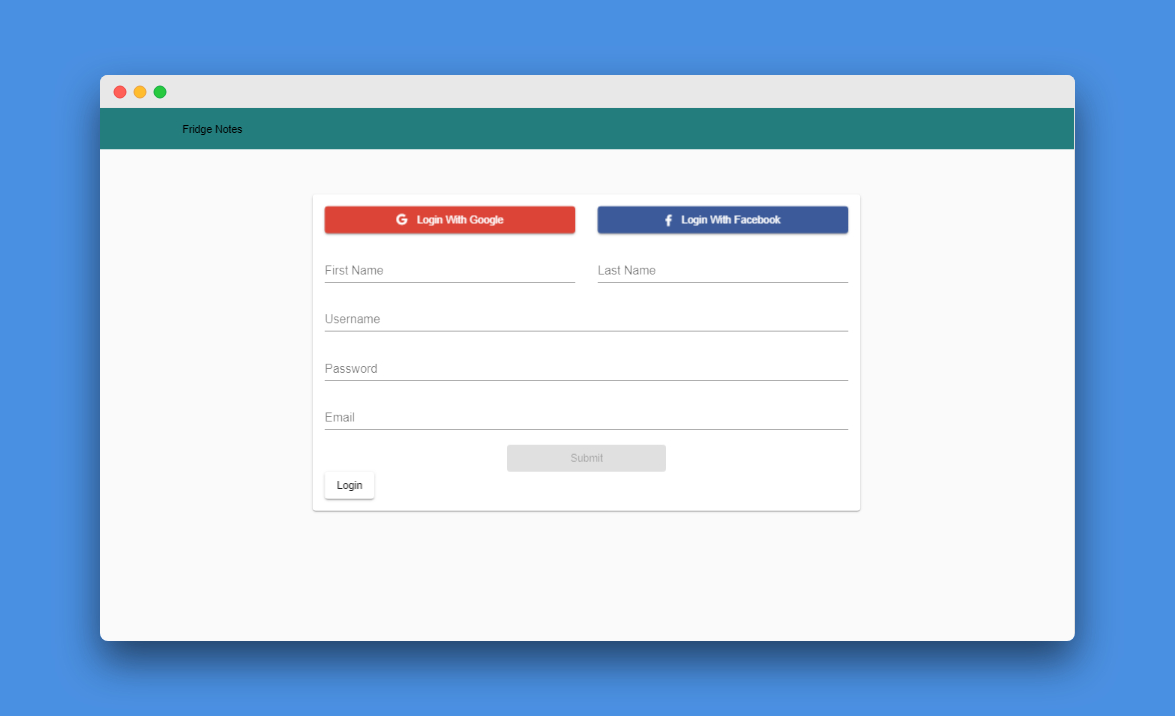 Fridge Notes
Login With Google
Login With Facebook
First Name
Last Name
Username
Password
Email
Submit
Login